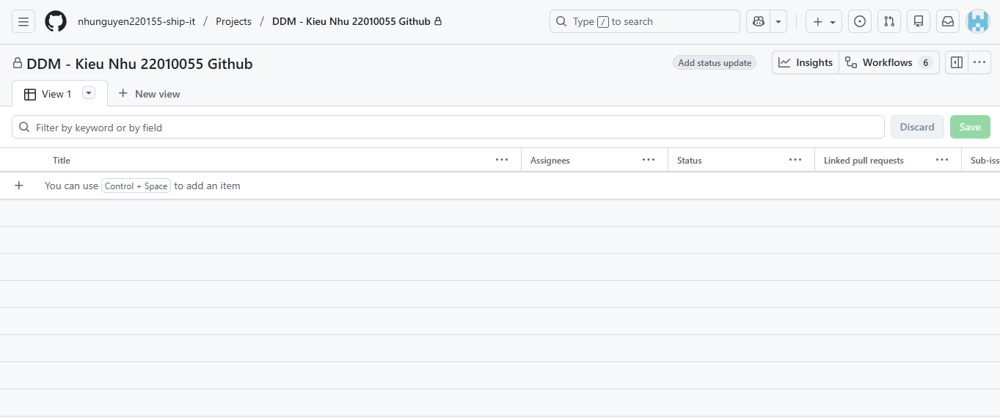 nhunguyen220155-ship-it / Projects / DDM - Kieu Nhu 22010055 Github
Type / to search
DDM - Kieu Nhu 22010055 Github
Add status update
Insights
Workflows 6
View 1
New view
Filter by keyword or by field
Discard
Save
Title
Assignees
Status
Linked pull requests
Sub-iss
You can use Control + Space to add an item